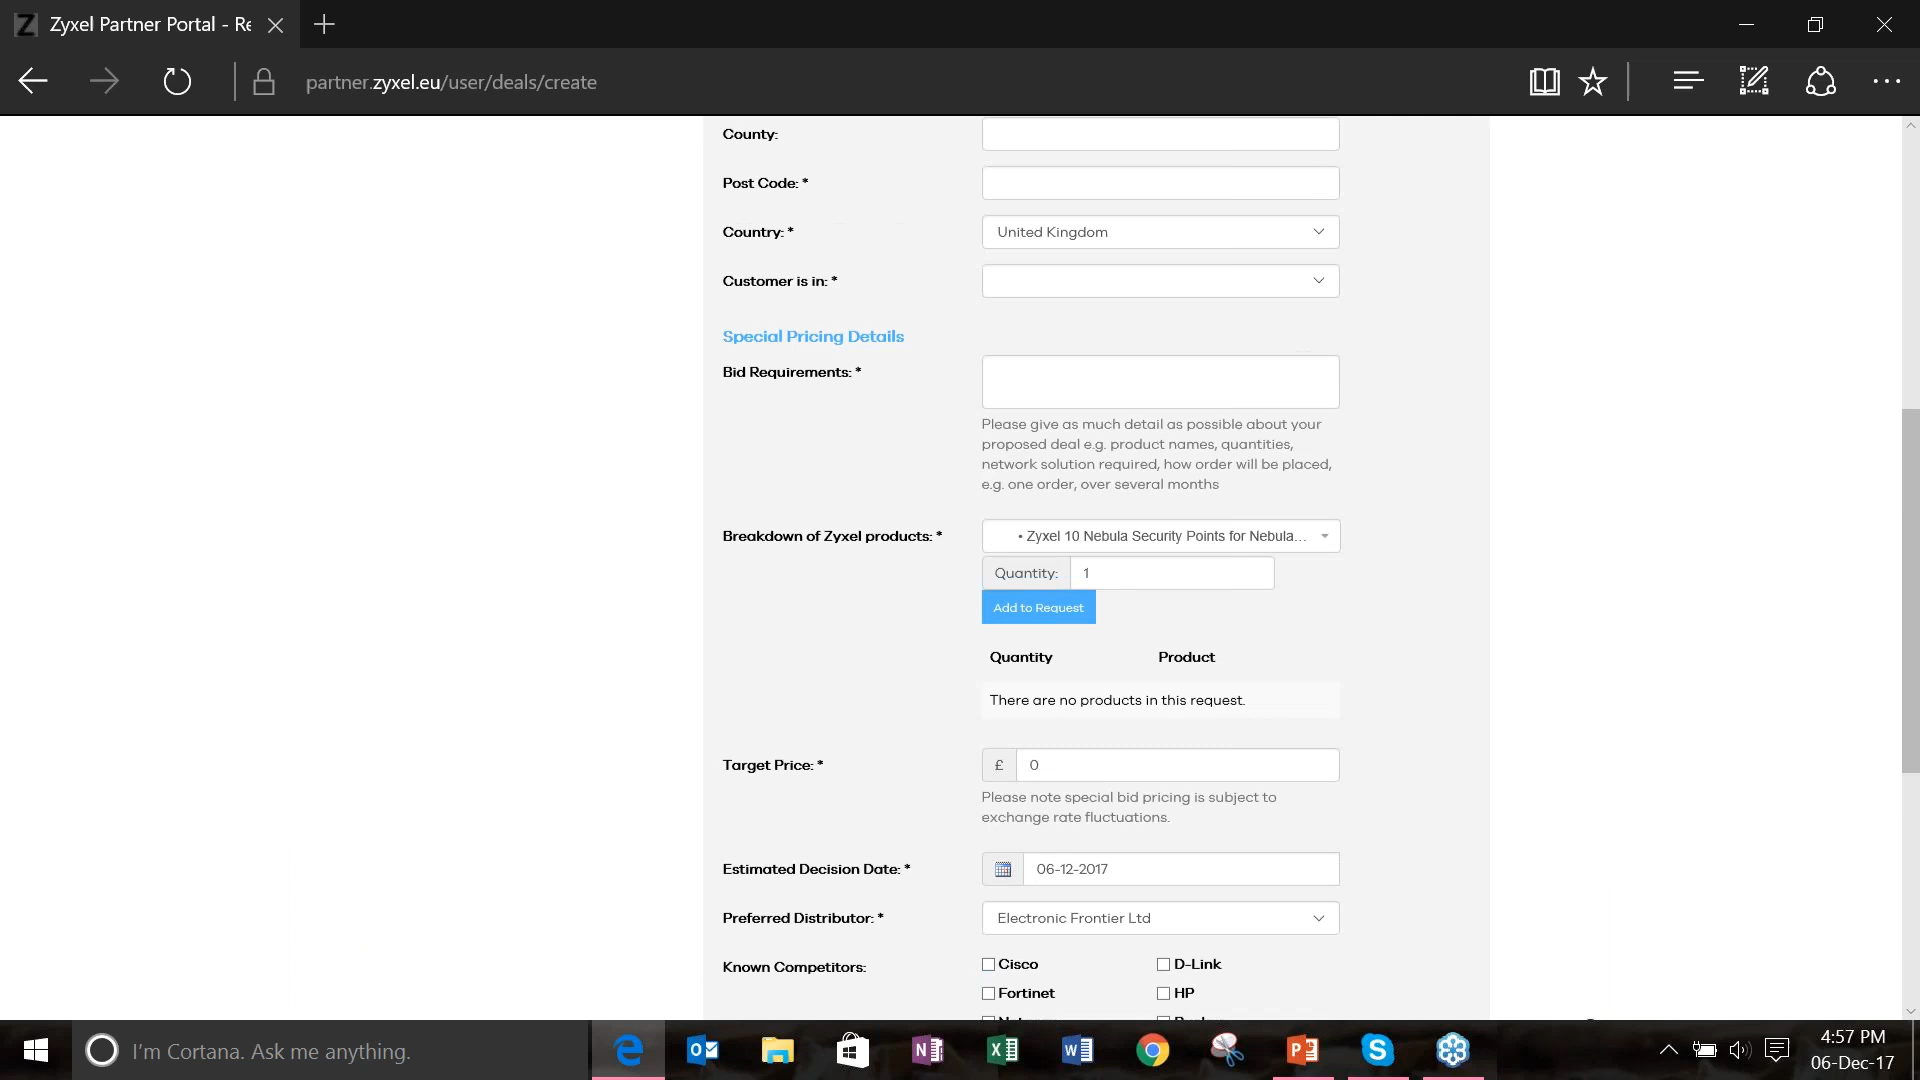 Zyxel Partner Portal - Re
partner.zyxel.eu/user/deals/create
County:
Post Code: *
Country: *
United Kingdom
Customer is in: *
Special Pricing Details
Bid Requirements: *
Please give as much detail as possible about your
proposed deal e.g. product names, quantities,
network solution required, how order will be placed,
e.g. one order, over several months
Breakdown of Zyxel products: *
• Zyxel 10 Nebula Security Points for Nebula...
Quantity: 1
Add to Request
Quantity Product
There are no products in this request.
Target Price: *
£ 0
Please note special bid pricing is subject to
exchange rate fluctuations.
Estimated Decision Date: *
06-12-2017
Preferred Distributor: *
Electronic Frontier Ltd
Known Competitors:
Cisco D-Link
Fortinet HP
I'm Cortana. Ask me anything.
4:57 PM
06-Dec-17